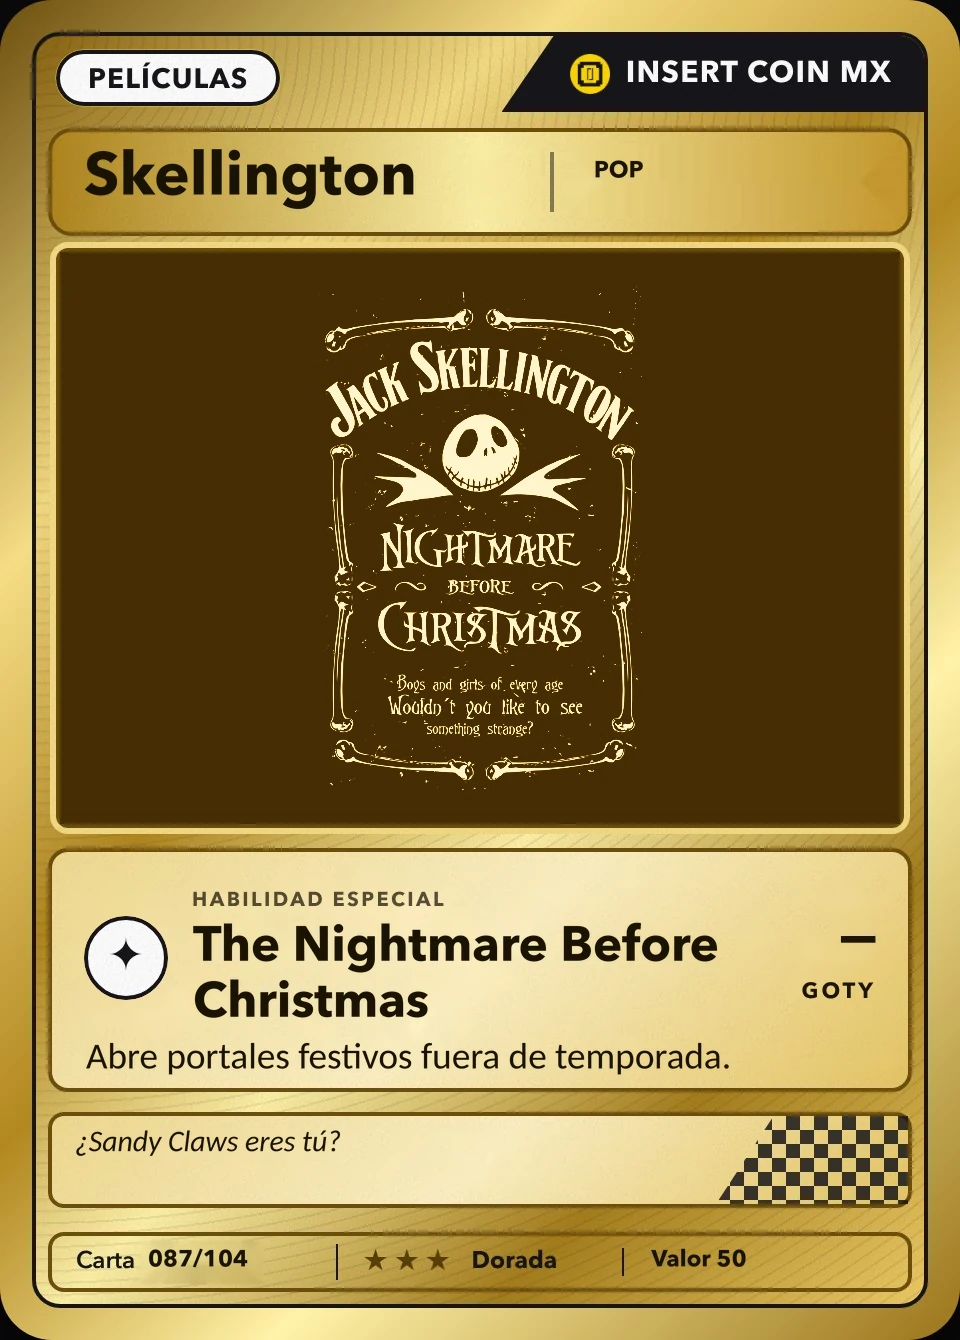 PELÍCULAS
INSERT COIN MX
Skellington
POP
JACK SKELLINGTON
NIGHTMARE
BEFORE
CHRISTMAS
Boys and girls of every age
Wouldn't you like to see
something strange?
HABILIDAD ESPECIAL
The Nightmare Before
Christmas
—
GOTY
Abre portales festivos fuera de temporada.
¿Sandy Claws eres tú?
Carta 087/104 ★★★ Dorada Valor 50